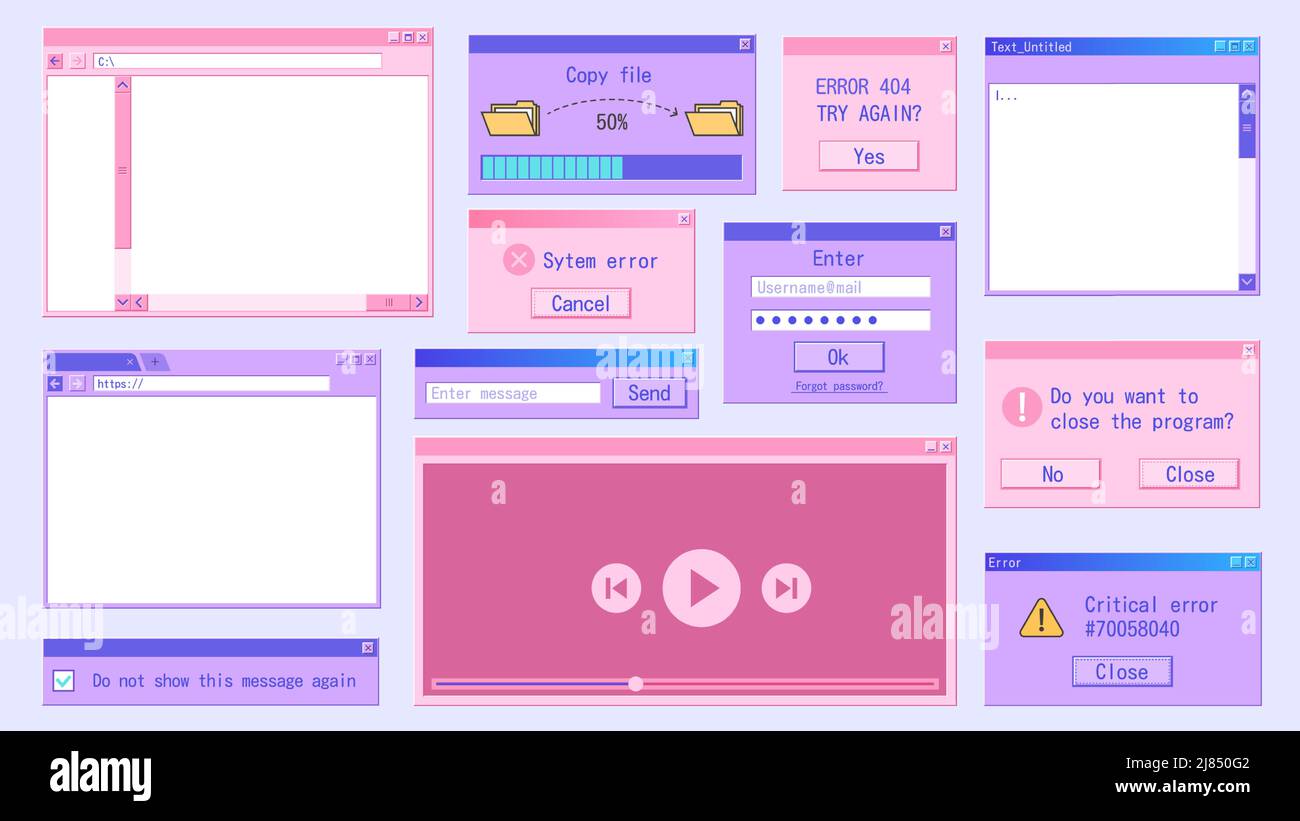 C:\
Copy file
50%
ERROR 404
TRY AGAIN?
Yes
Text_Untitled
I...
Sytem error
Cancel
Enter
Username@mail
Ok
Forgot password?
https://
Enter message
Send
Do you want to
close the program?
No
Close
Error
Critical error
#70058040
Close
Do not show this message again
alamy
a
alamy
Image ID: 2J850G2
www.alamy.com